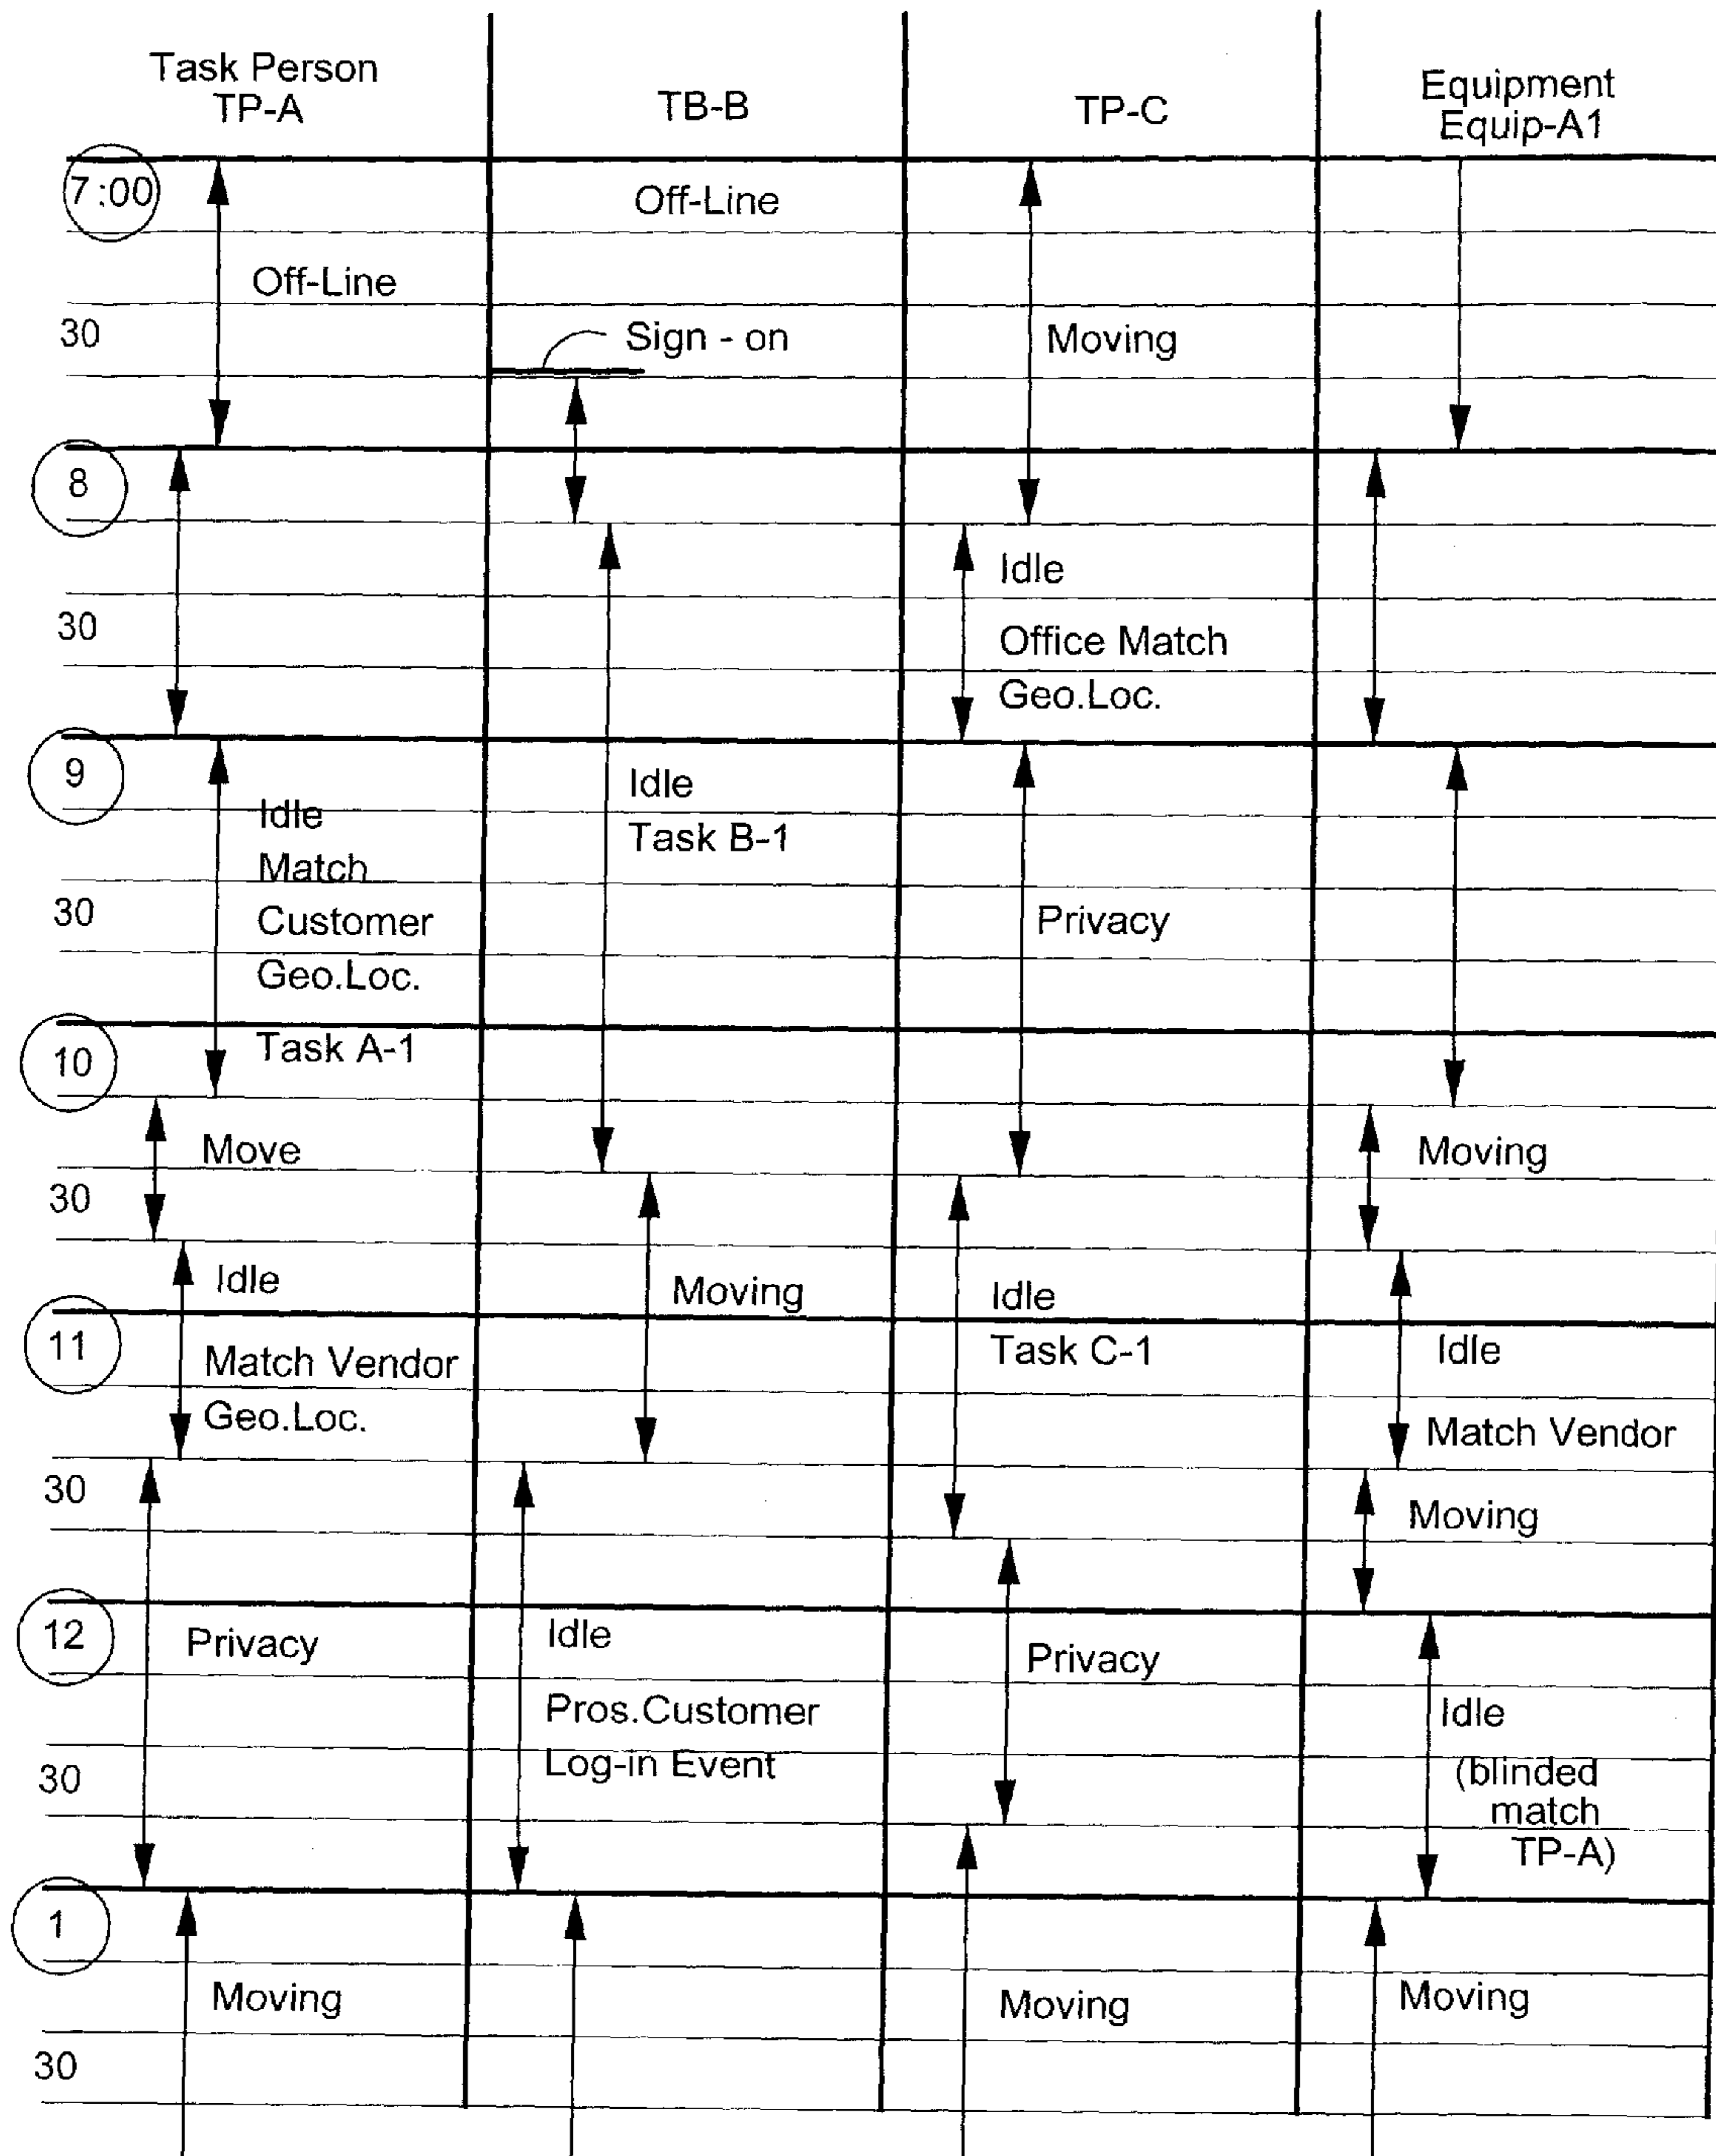 Task Person
TP-A
TB-B
TP-C
Equipment
Equip-A1
7:00
Off-Line
Off-Line
30
Sign - on
Moving
8
Idle
30
Office Match
Geo.Loc.
9
Idle
Idle
Task B-1
Match
30
Customer
Privacy
Geo.Loc.
10
Task A-1
Move
Moving
30
Idle
Moving
Idle
11
Match Vendor
Geo.Loc.
Task C-1
Idle
Match Vendor
30
Moving
12
Privacy
Idle
Privacy
Pros.Customer
Log-in Event
Idle
(blinded
match
TP-A)
30
1
Moving
Moving
Moving
30